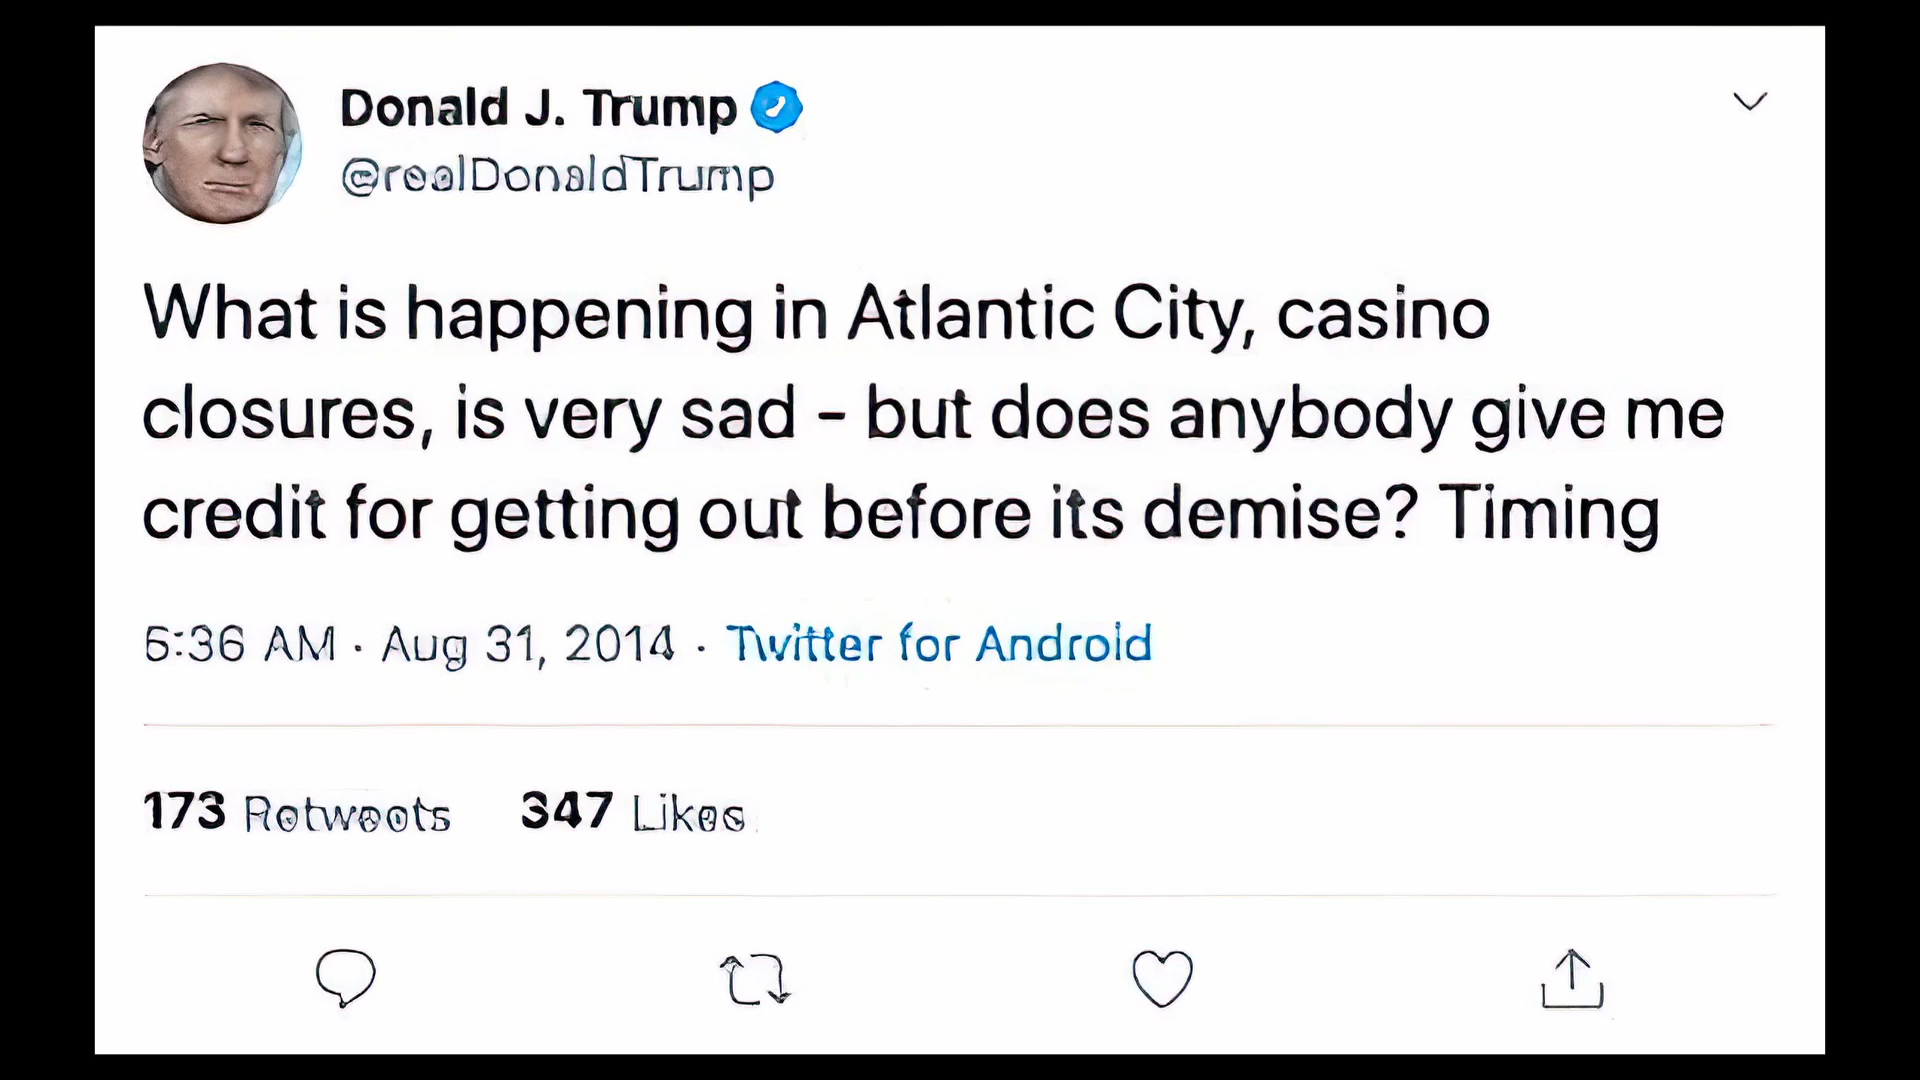 Donald J. Trump
@realDonaldTrump
What is happening in Atlantic City, casino
closures, is very sad - but does anybody give me
credit for getting out before its demise? Timing
6:36 AM · Aug 31, 2014 · Twitter for Android
173 Retweets 347 Likes